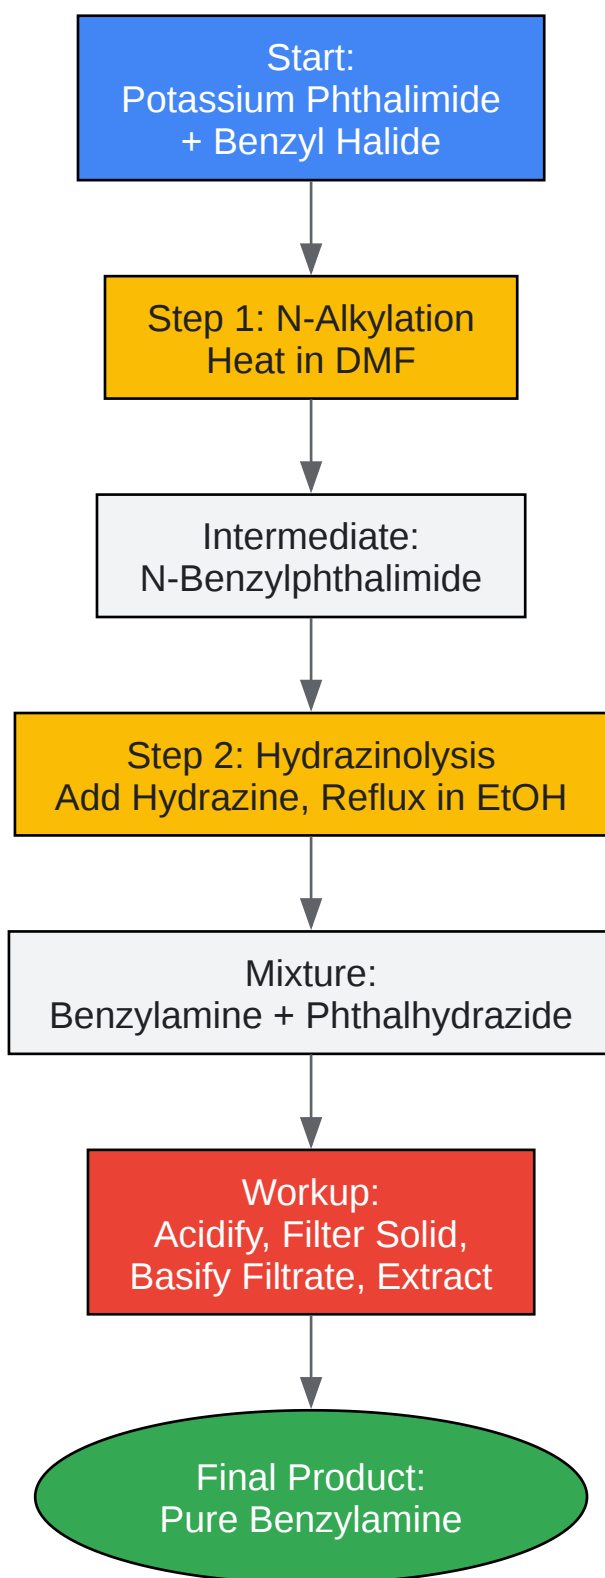 Start:
Potassium Phthalimide
+ Benzyl Halide
Step 1: N-Alkylation
Heat in DMF
Intermediate:
N-Benzylphthalimide
Step 2: Hydrazinolysis
Add Hydrazine, Reflux in EtOH
Mixture:
Benzylamine + Phthalhydrazide
Workup:
Acidify, Filter Solid,
Basify Filtrate, Extract
Final Product:
Pure Benzylamine